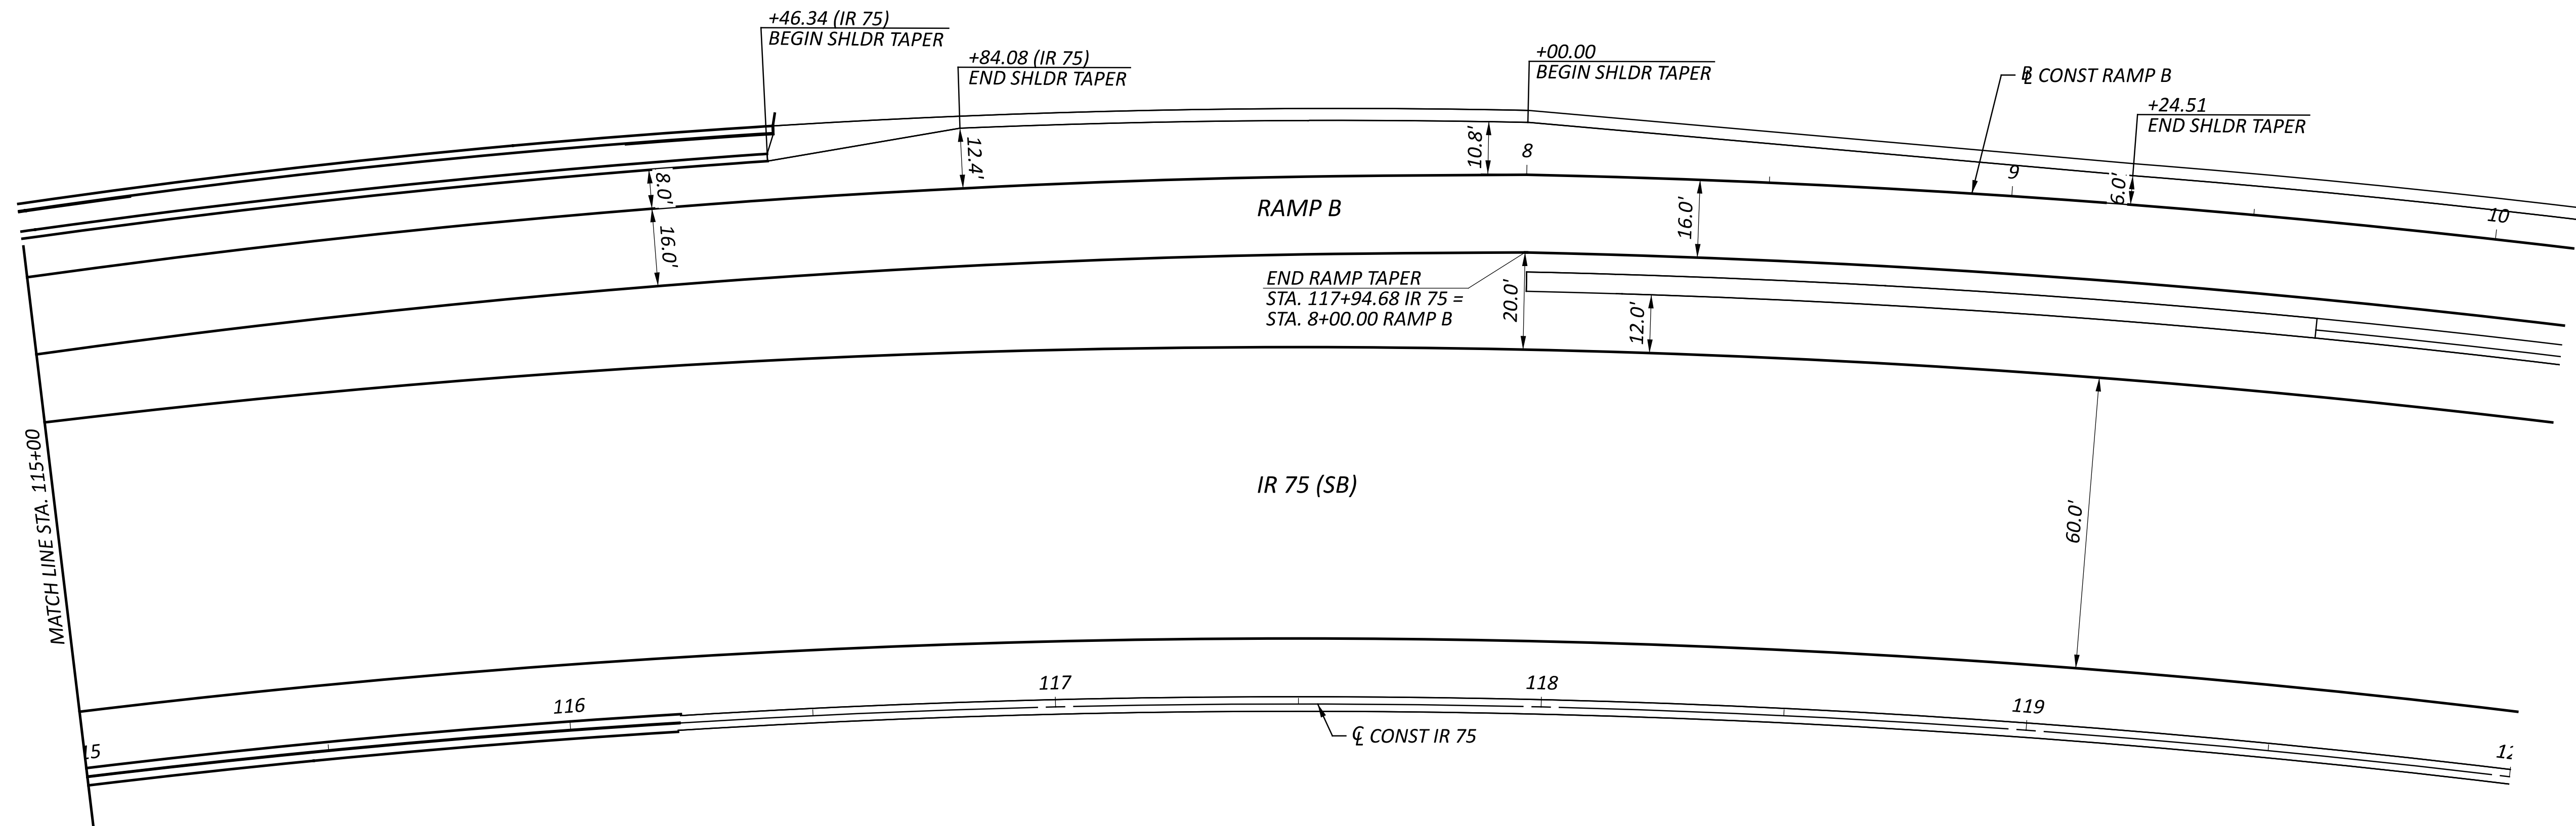 +46.34 (IR 75)
BEGIN SHLDR TAPER
+84.08 (IR 75)
END SHLDR TAPER
+00.00
BEGIN SHLDR TAPER
℄ CONST RAMP B
+24.51
END SHLDR TAPER
12.4'
10.8'
8
9
6.0'
10
8.0'
16.0'
RAMP B
16.0'
END RAMP TAPER
STA. 117+94.68 IR 75 =
STA. 8+00.00 RAMP B
20.0'
12.0'
MATCH LINE STA. 115+00
IR 75 (SB)
60.0'
15
116
117
118
119
12
℄ CONST IR 75